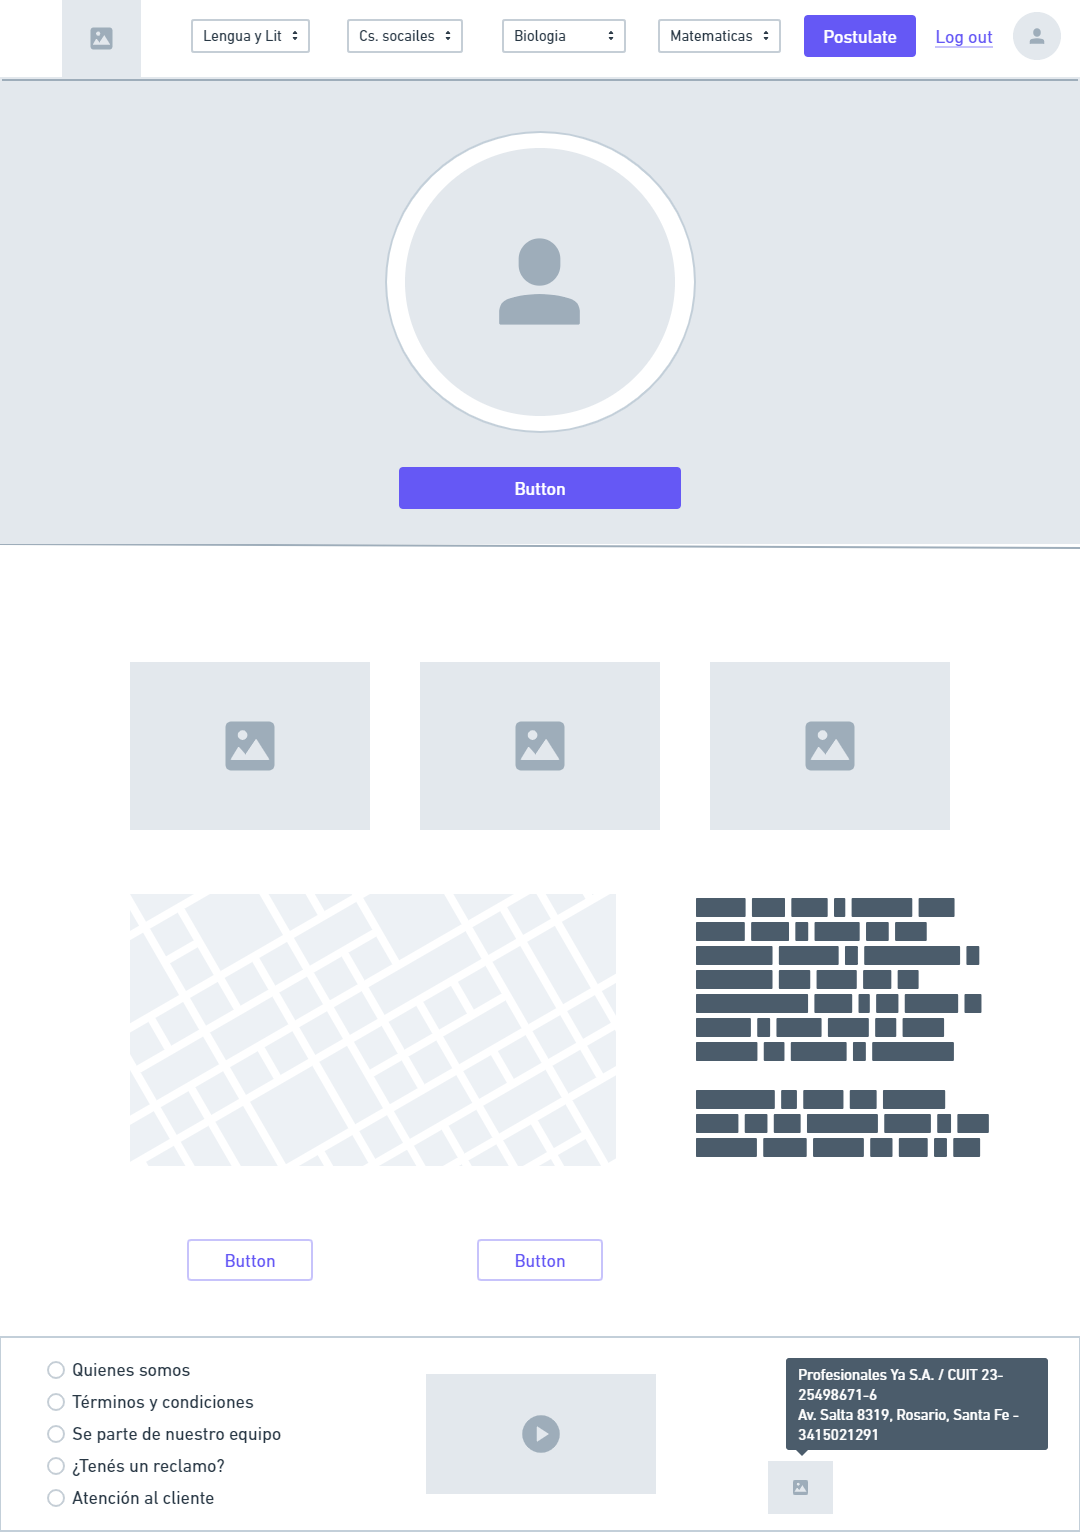 Lengua y Lit
Cs. socailes
Biologia
Matematicas
Postulate
Log out
Button
Button
Button
Quienes somos
Términos y condiciones
Se parte de nuestro equipo
¿Tenés un reclamo?
Atención al cliente
Profesionales Ya S.A. / CUIT 23-
25498671-6
Av. Salta 8319, Rosario, Santa Fe -
3415021291